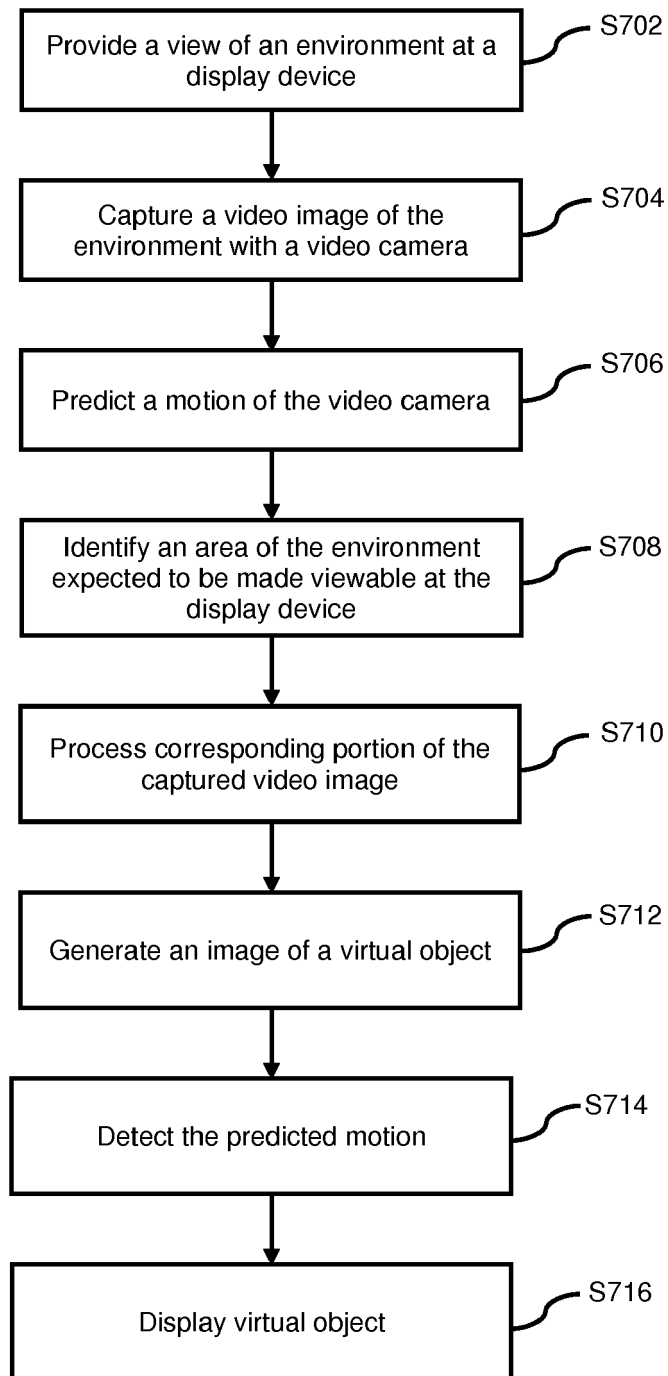 Provide a view of an environment at a
display device
S702
Capture a video image of the
environment with a video camera
S704
Predict a motion of the video camera
S706
Identify an area of the environment
expected to be made viewable at the
display device
S708
Process corresponding portion of the
captured video image
S710
Generate an image of a virtual object
S712
Detect the predicted motion
S714
Display virtual object
S716